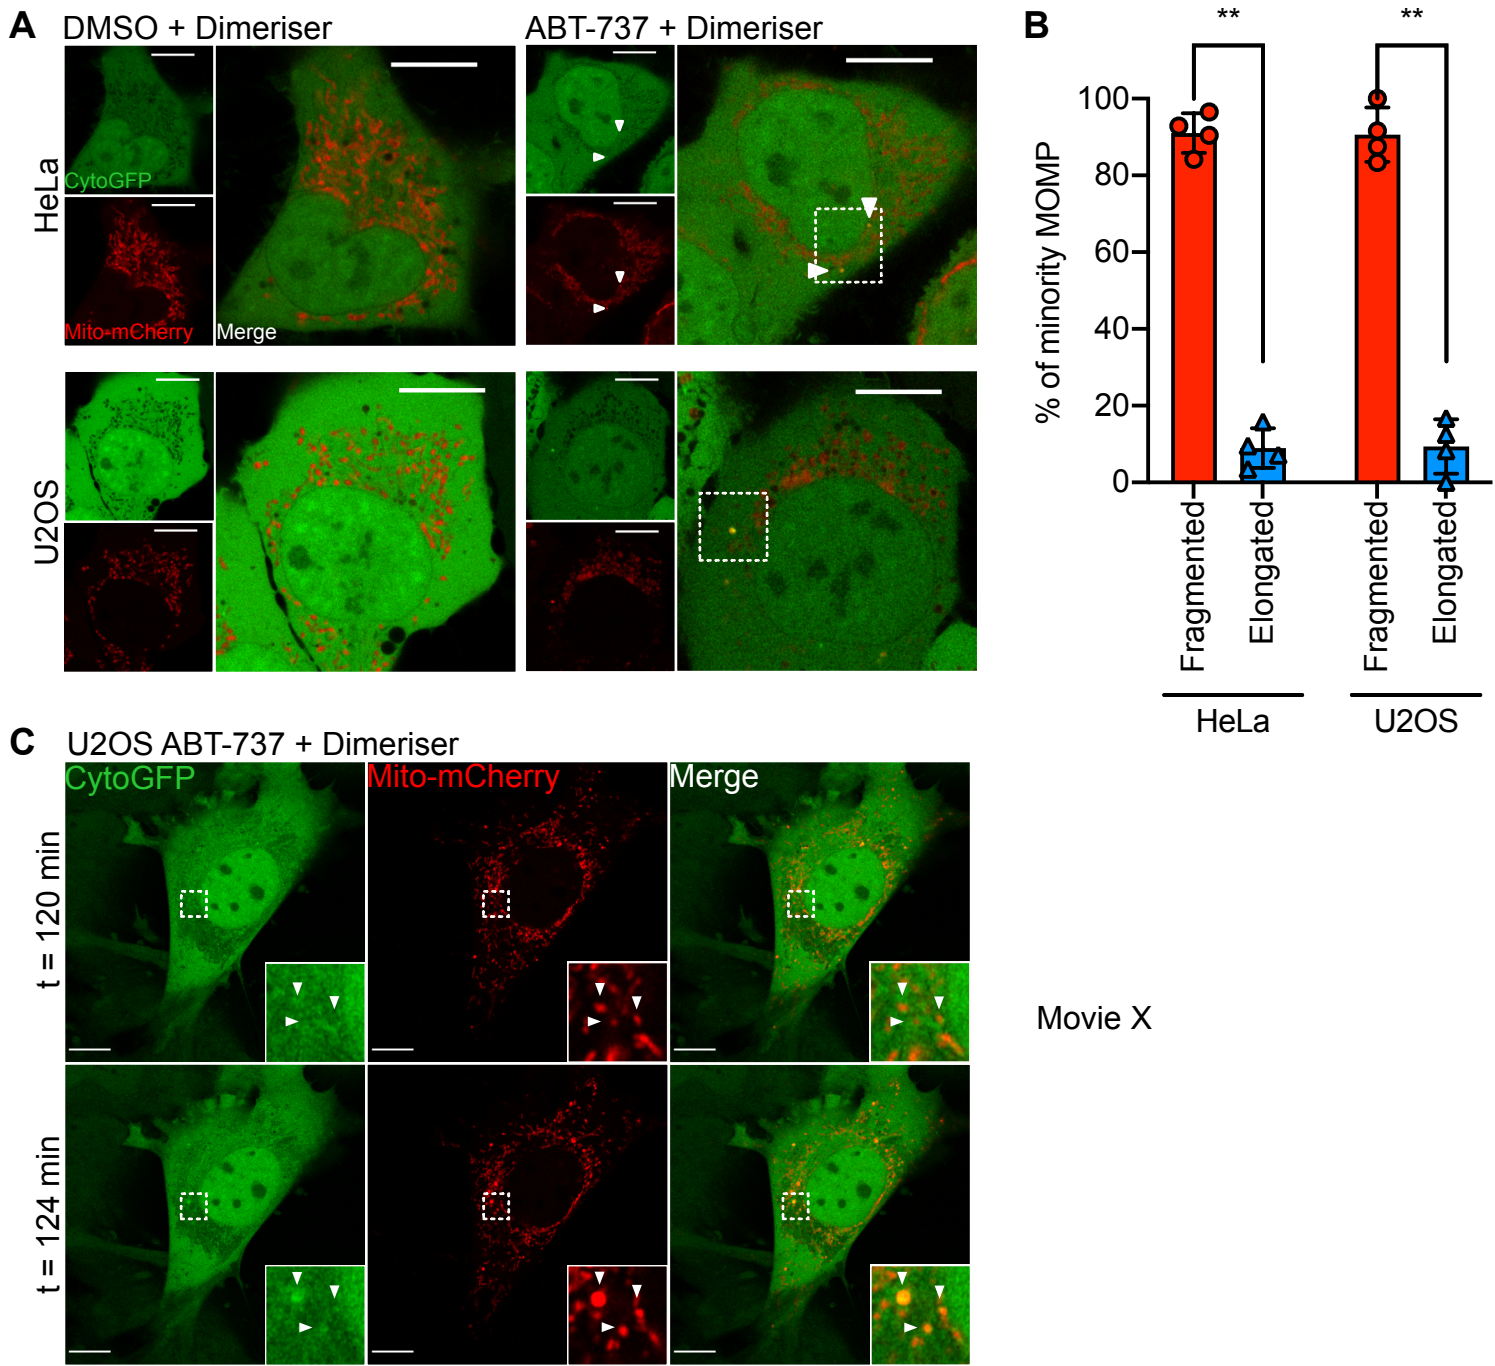 A
DMSO + Dimeriser
ABT-737 + Dimeriser
HeLa
CytoGFP
Mito-mCherry
Merge
U2OS
B
**
**
% of minority MOMP
100
80
60
40
20
0
Fragmented
Elongated
Fragmented
Elongated
HeLa
U2OS
C
U2OS ABT-737 + Dimeriser
CytoGFP
Mito-mCherry
Merge
t = 120 min
t = 124 min
Movie X